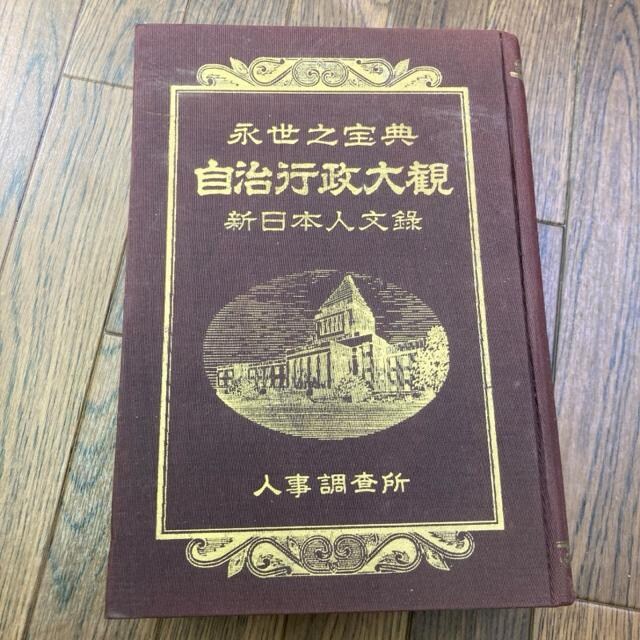 永世之宝典
自治行政大観
新日本人文錄
人事調査所